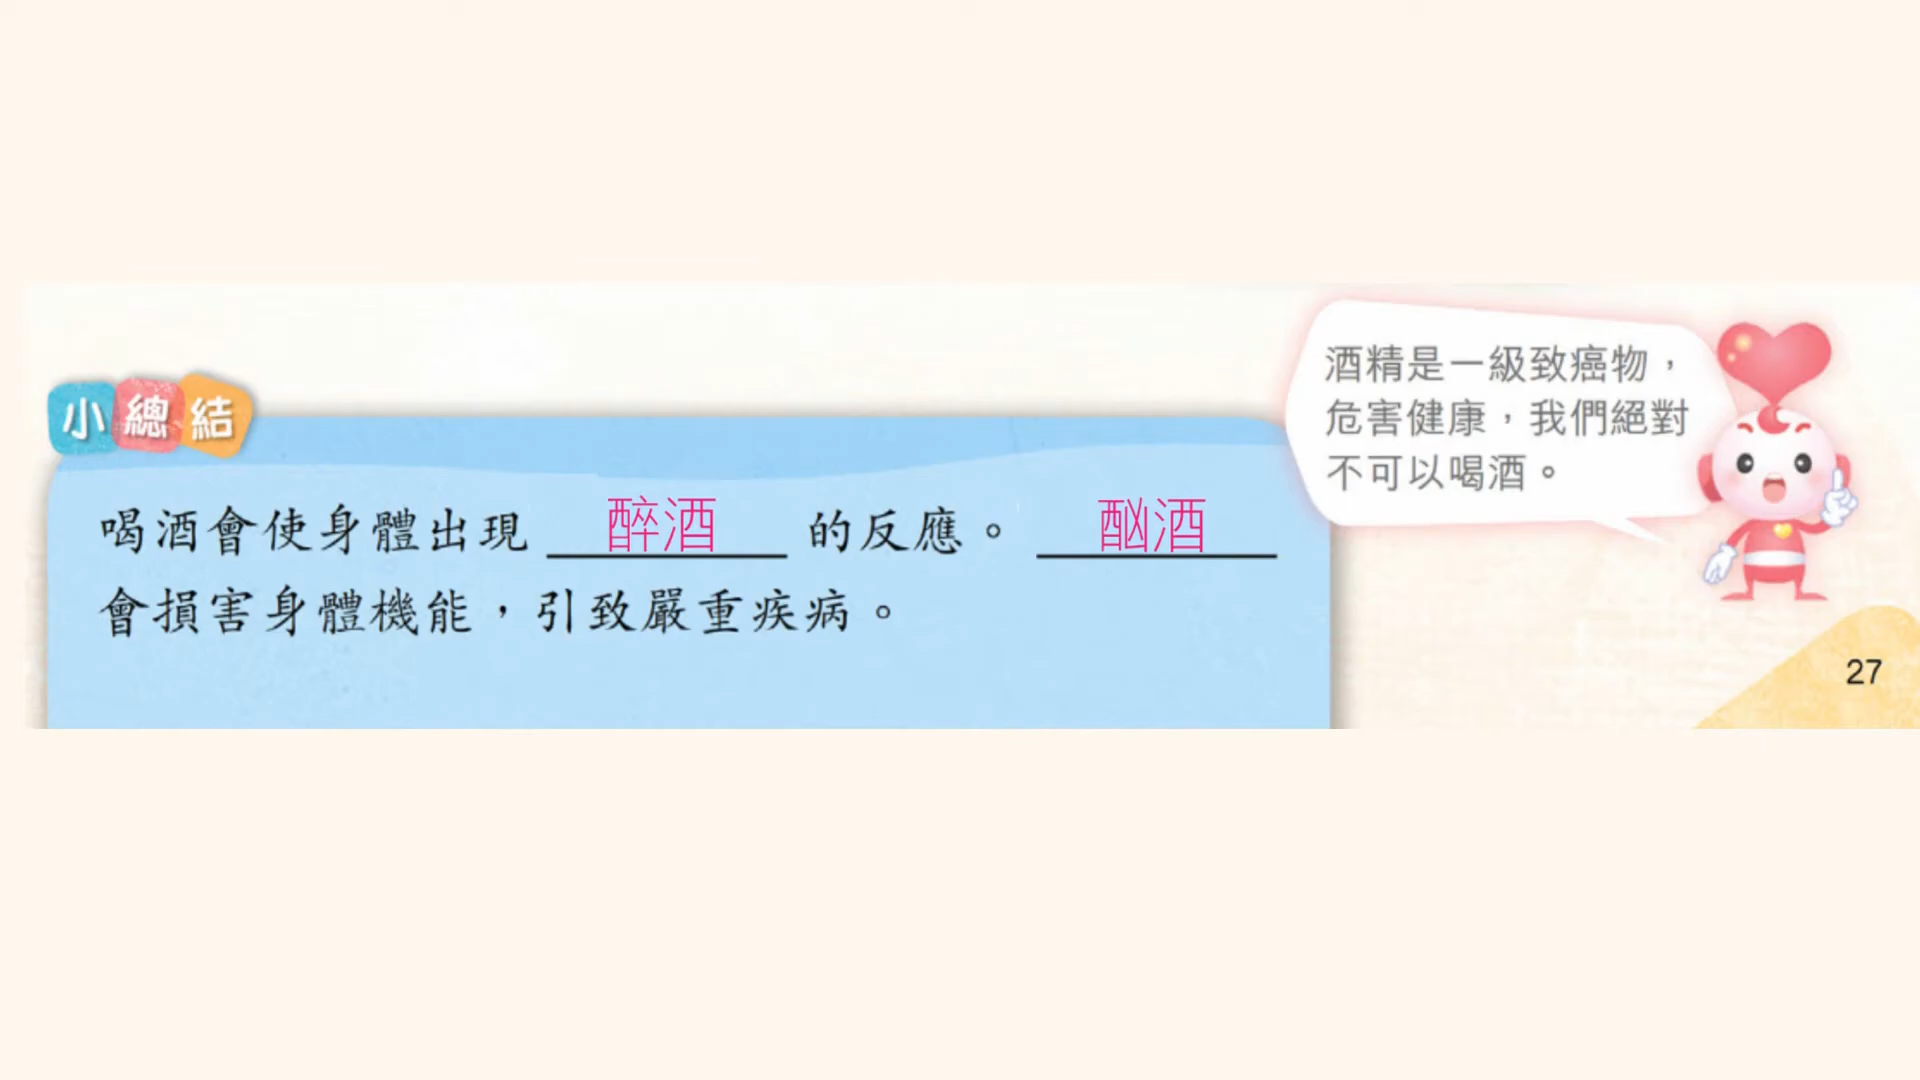 小總結
喝酒會使身體出現 醉酒 的反應。 酗酒
會損害身體機能，引致嚴重疾病。
酒精是一級致癌物，
危害健康，我們絕對
不可以喝酒。
27